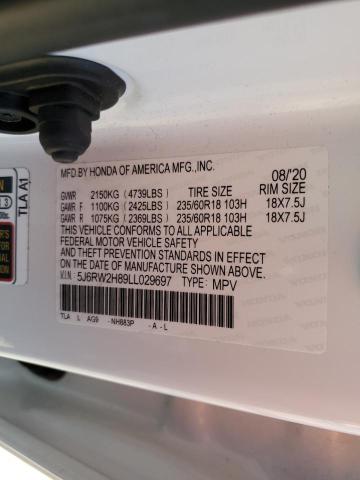 MFD.BY HONDA OF AMERICA MFG.,INC. 08/'20
GVWR 2150KG (4739LBS) TIRE SIZE RIM SIZE
GAWR F 1100KG (2425LBS) 235/60R18 103H 18X7.5J
GAWR R 1075KG (2369LBS) 235/60R18 103H 18X7.5J
THIS VEHICLE CONFORMS TO ALL APPLICABLE
FEDERAL MOTOR VEHICLE SAFETY
AND THEFT PREVENTION STANDARDS IN EFFECT
ON THE DATE OF MANUFACTURE SHOWN ABOVE.
V.I.N: 5J6RW2H89LL029697 TYPE: MPV
TLA L AG9 -NH883P -A-L
TLA A1